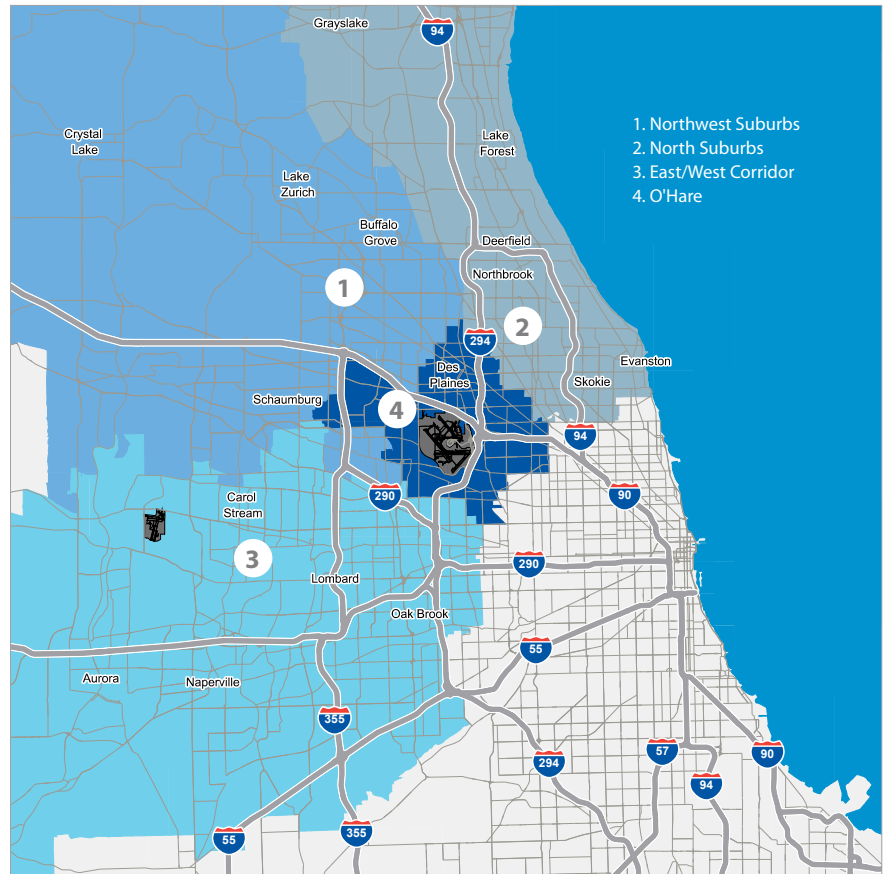 Grayslake
94
1. Northwest Suburbs
2. North Suburbs
3. East/West Corridor
4. O'Hare
Crystal
Lake
Lake
Forest
Lake
Zurich
Buffalo
Grove
Deerfield
Northbrook
1
2
294
Des
Plaines
Evanston
Skokie
Schaumburg
4
94
290
90
Carol
Stream
3
290
Lombard
Oak Brook
55
Aurora
Naperville
355
57
90
294
94
55
355